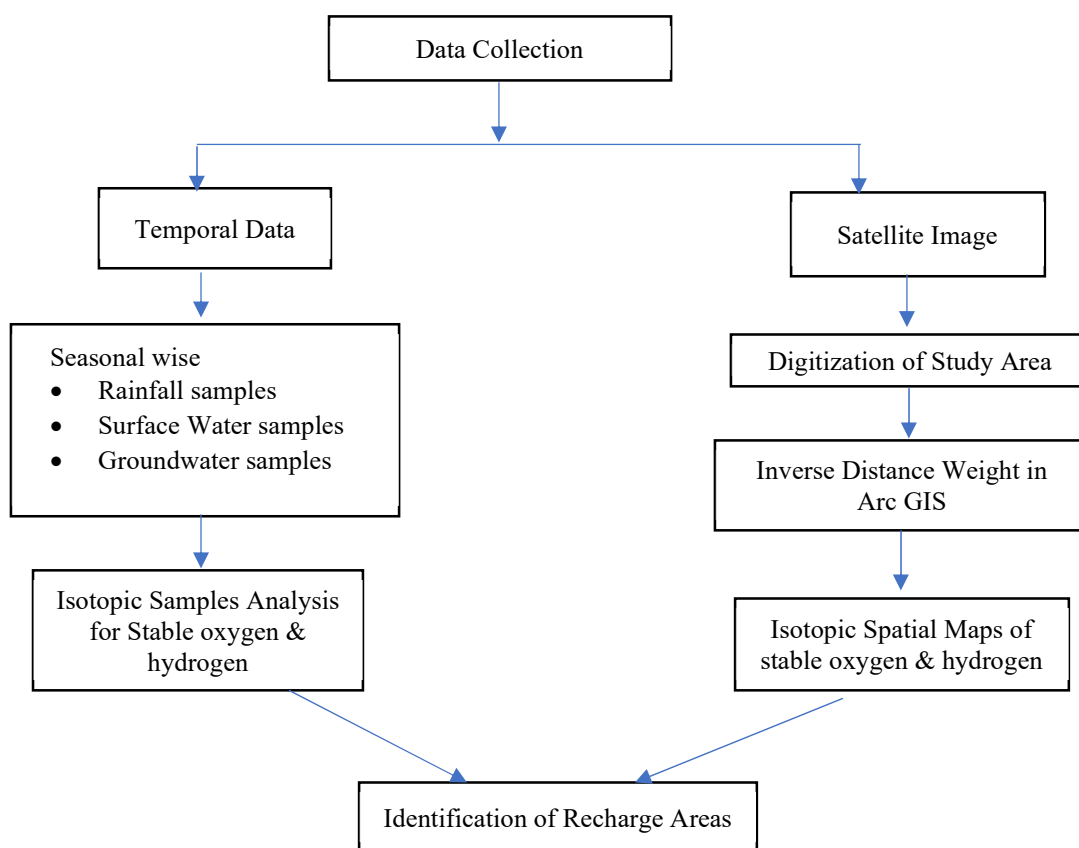 Data Collection
Temporal Data
Satellite Image
Seasonal wise
• Rainfall samples
• Surface Water samples
• Groundwater samples
Digitization of Study Area
Inverse Distance Weight in
Arc GIS
Isotopic Samples Analysis
for Stable oxygen &
hydrogen
Isotopic Spatial Maps of
stable oxygen & hydrogen
Identification of Recharge Areas